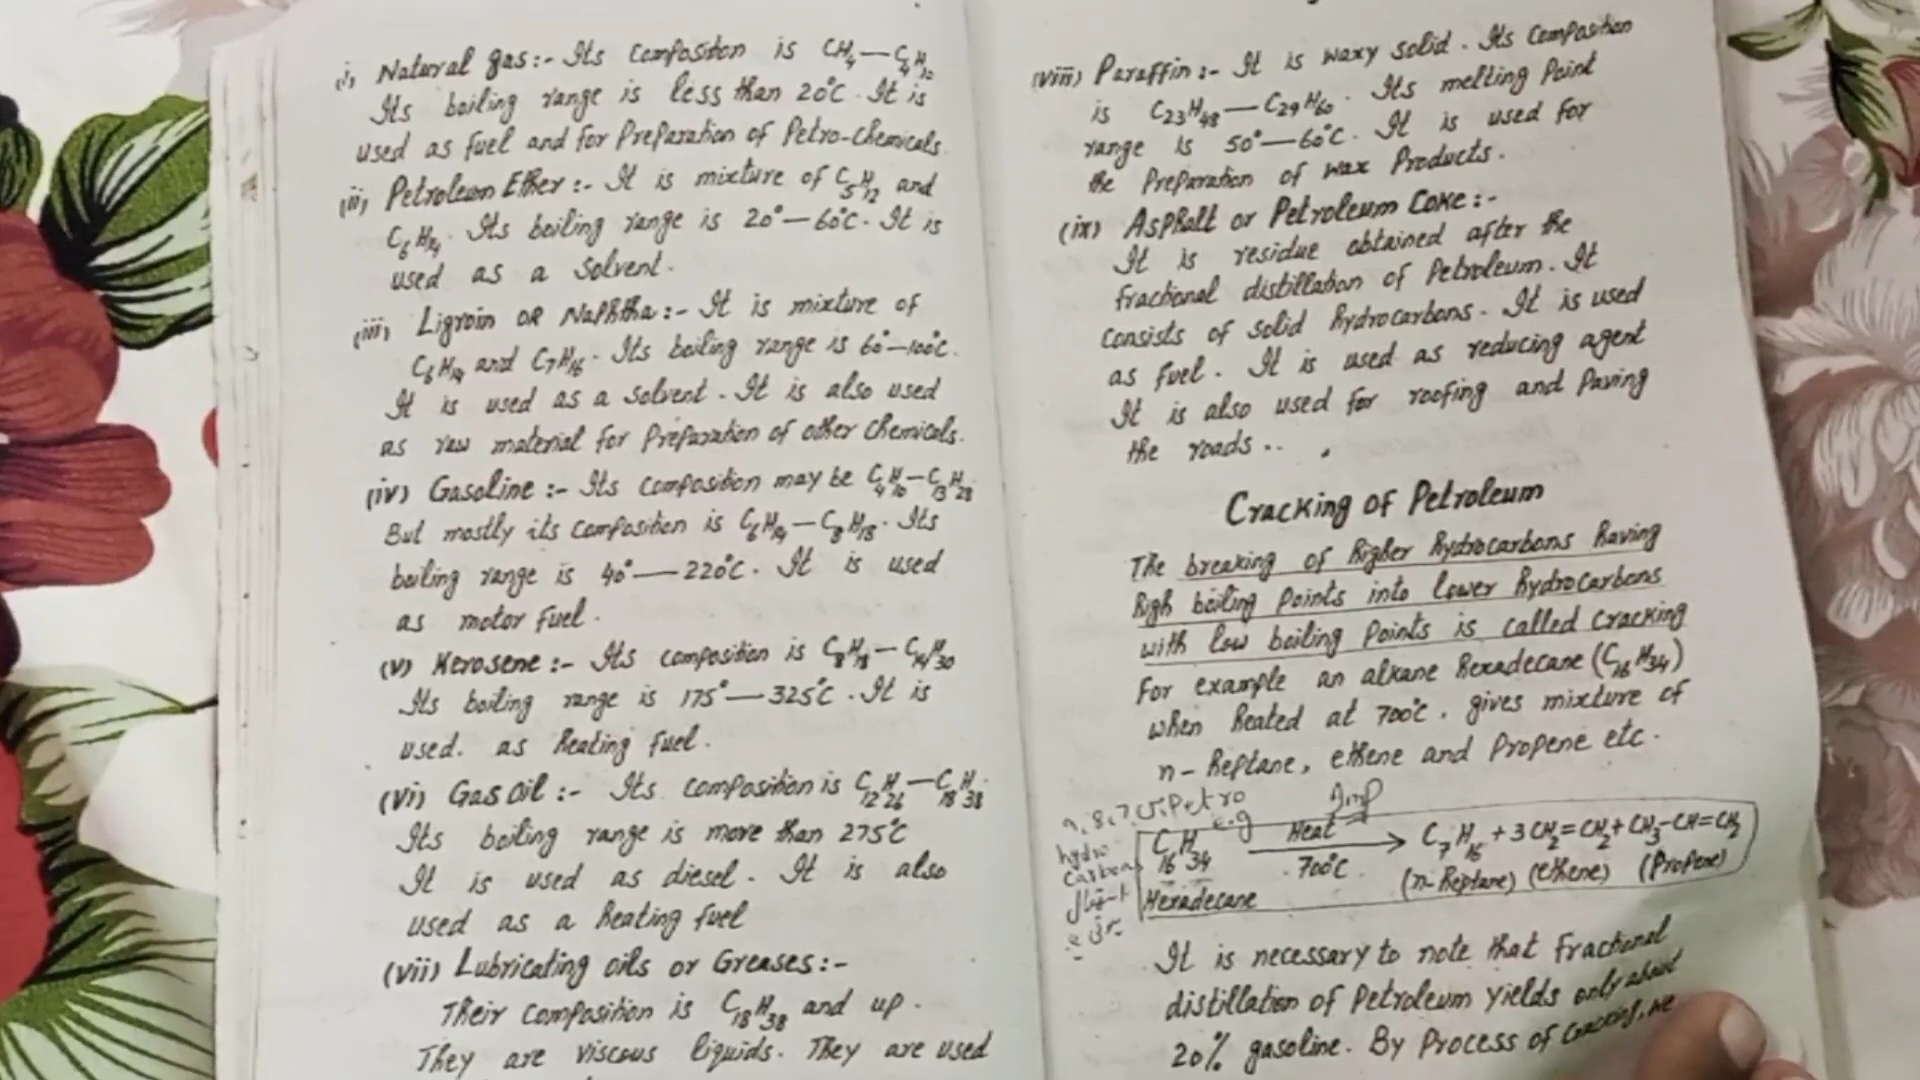 (i) Natural gas:- Its composition is CH₄—C₄H₁₀
Its boiling range is less than 20°C. It is
used as fuel and for Preparation of Petro-chemicals.
(ii) Petroleum Ether:- It is mixture of C₅H₁₂ and
C₆H₁₄. Its boiling range is 20°—60°C. It is
used as a solvent.
(iii) Ligroin OR Naphtha:- It is mixture of
C₆H₁₄ and C₇H₁₆. Its boiling range is 60°—100°C.
It is used as a solvent. It is also used
as raw material for preparation of other chemicals.
(iv) Gasoline:- Its composition may be C₄H₁₀—C₁₃H₂₈
But mostly its composition is C₆H₁₄—C₈H₁₈. Its
boiling range is 40°—220°C. It is used
as motor fuel.
(v) Kerosene:- Its composition is C₈H₁₈—C₁₄H₃₀
Its boiling range is 175°—325°C. It is
used. as heating fuel.
(vi) Gas oil:- Its composition is C₁₂H₂₆—C₁₈H₃₈
Its boiling range is more than 275°C
It is used as diesel. It is also
used as a heating fuel
(vii) Lubricating oils or Greases:-
Their composition is C₁₈H₃₈ and up.
They are viscous liquids. They are used
(viii) Paraffin:- It is waxy solid. Its composition
is C₂₃H₄₈—C₂₉H₆₀. Its melting point
range is 50°—60°C. It is used for
the Preparation of wax Products.
(ix) Asphalt or Petroleum Coke:-
It is residue obtained after the
fractional distillation of Petroleum. It
consists of solid hydrocarbons. It is used
as fuel. It is used as reducing agent
It is also used for roofing and Paving
the roads..
Cracking of Petroleum
The breaking of higher hydrocarbons having
high boiling points into lower hydrocarbons
with low boiling points is called cracking
For example an alkane hexadecane (C₁₆H₃₄)
when heated at 700°C. gives mixture of
n-heptane, ethene and propene etc.
Petro
hydro
carbon
e.g
Imp
C₁₆H₃₄ Heat 700°C → C₇H₁₆ + 3CH₂=CH₂ + CH₃-CH=CH₂
Hexadecane (n-heptane) (ethene) (Propene)
It is necessary to note that fractional
distillation of petroleum yields only about
20% gasoline. By Process of cracking, we